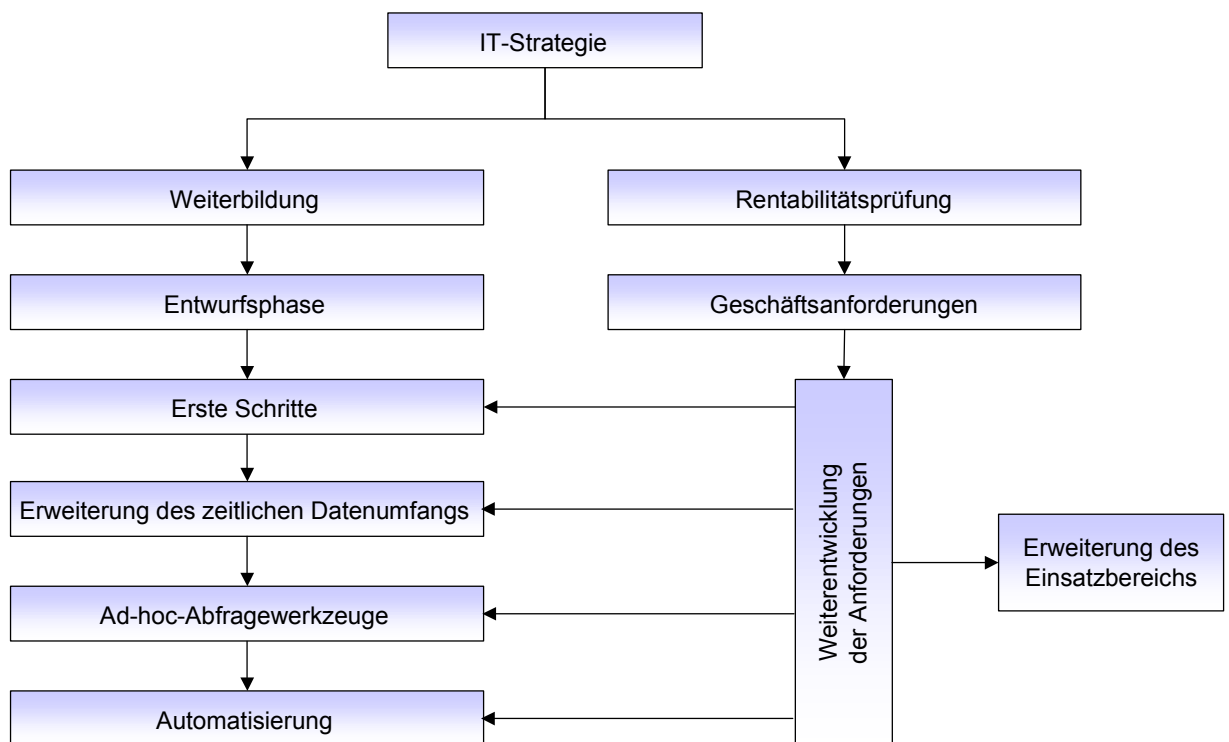 IT-Strategie
Weiterbildung
Rentabilitätsprüfung
Entwurfsphase
Geschäftsanforderungen
Erste Schritte
Erweiterung des zeitlichen Datenumfangs
Ad-hoc-Abfragewerkzeuge
Automatisierung
Weiterentwicklung
der Anforderungen
Erweiterung des
Einsatzbereichs